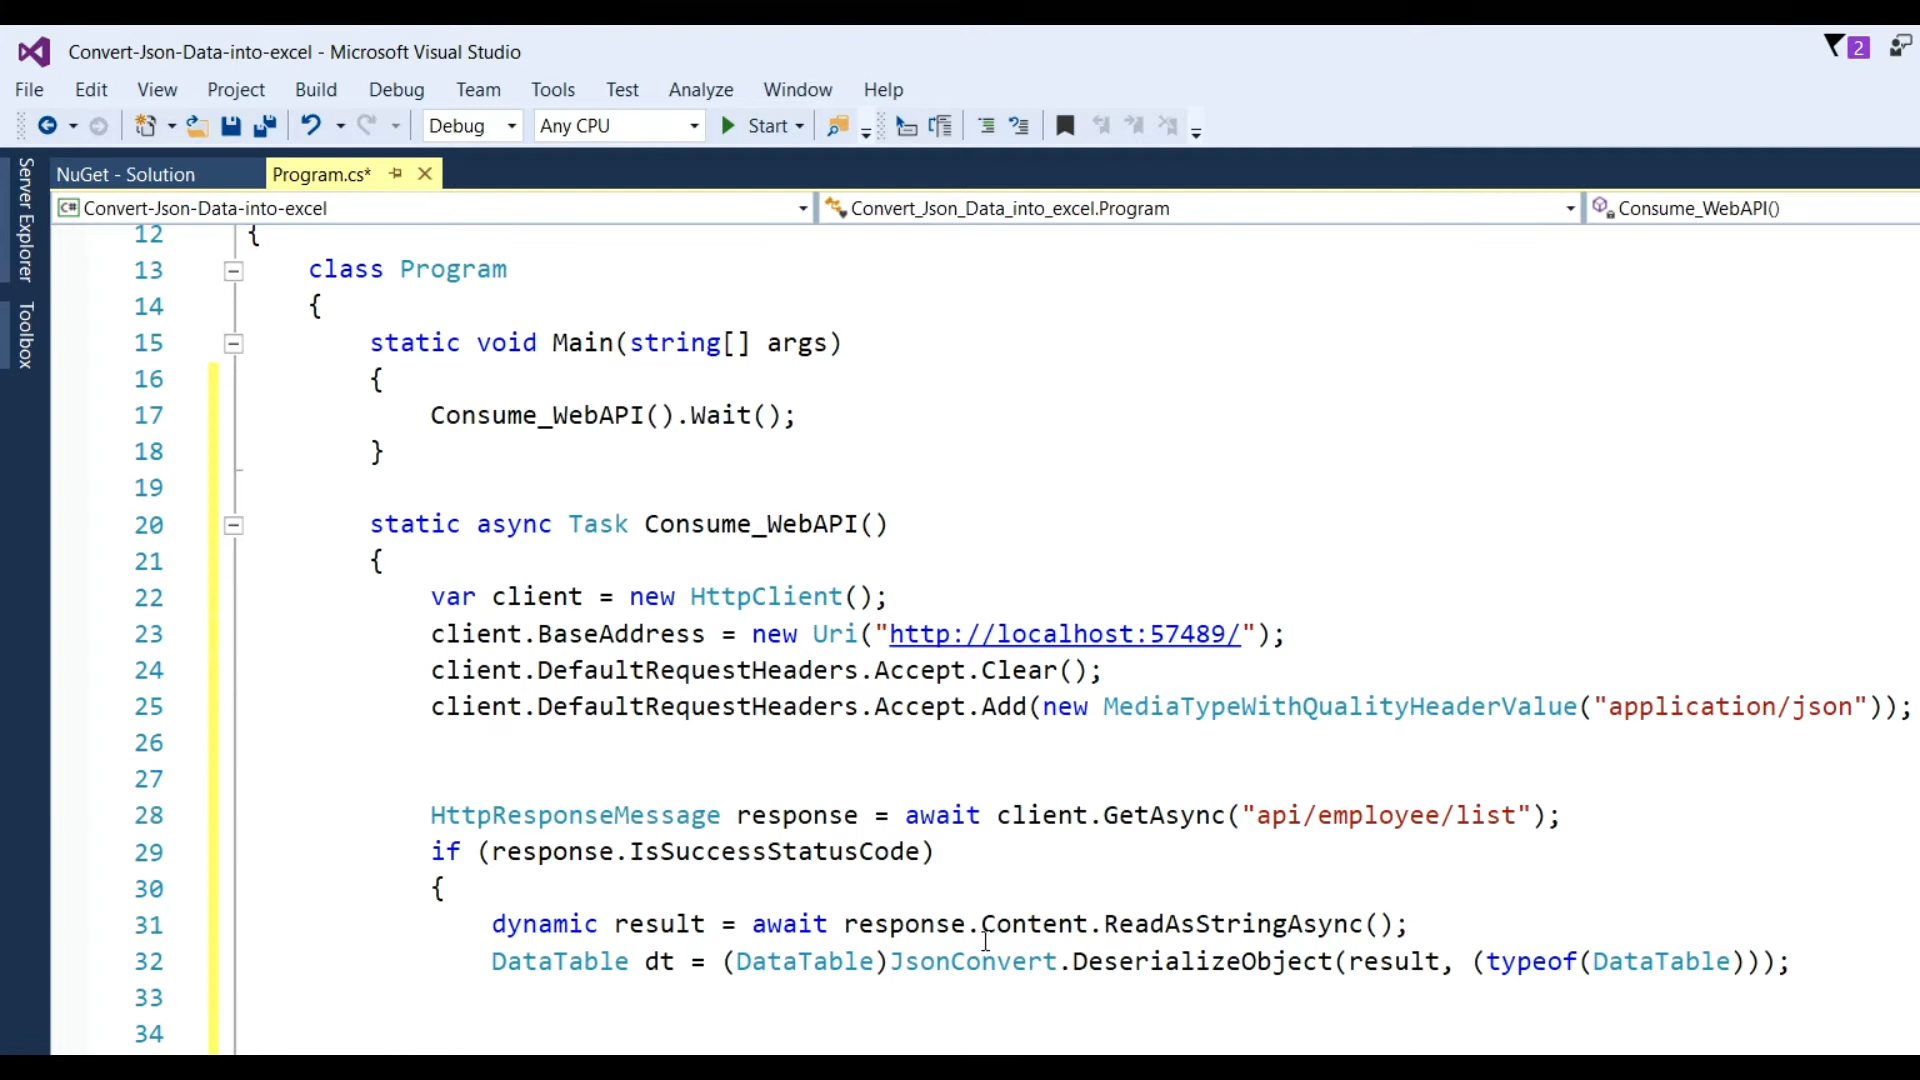 Convert-Json-Data-into-excel - Microsoft Visual Studio
2
File Edit View Project Build Debug Team Tools Test Analyze Window Help
Debug Any CPU Start
Server Explorer
Toolbox
NuGet - Solution Program.cs*
C# Convert-Json-Data-into-excel Convert_Json_Data_into_excel.Program Consume_WebAPI()
12 {
13 class Program
14 {
15 static void Main(string[] args)
16 {
17 Consume_WebAPI().Wait();
18 }
19
20 static async Task Consume_WebAPI()
21 {
22 var client = new HttpClient();
23 client.BaseAddress = new Uri("http://localhost:57489/");
24 client.DefaultRequestHeaders.Accept.Clear();
25 client.DefaultRequestHeaders.Accept.Add(new MediaTypeWithQualityHeaderValue("application/json"));
26
27
28 HttpResponseMessage response = await client.GetAsync("api/employee/list");
29 if (response.IsSuccessStatusCode)
30 {
31 dynamic result = await response.Content.ReadAsStringAsync();
32 DataTable dt = (DataTable)JsonConvert.DeserializeObject(result, (typeof(DataTable)));
33
34